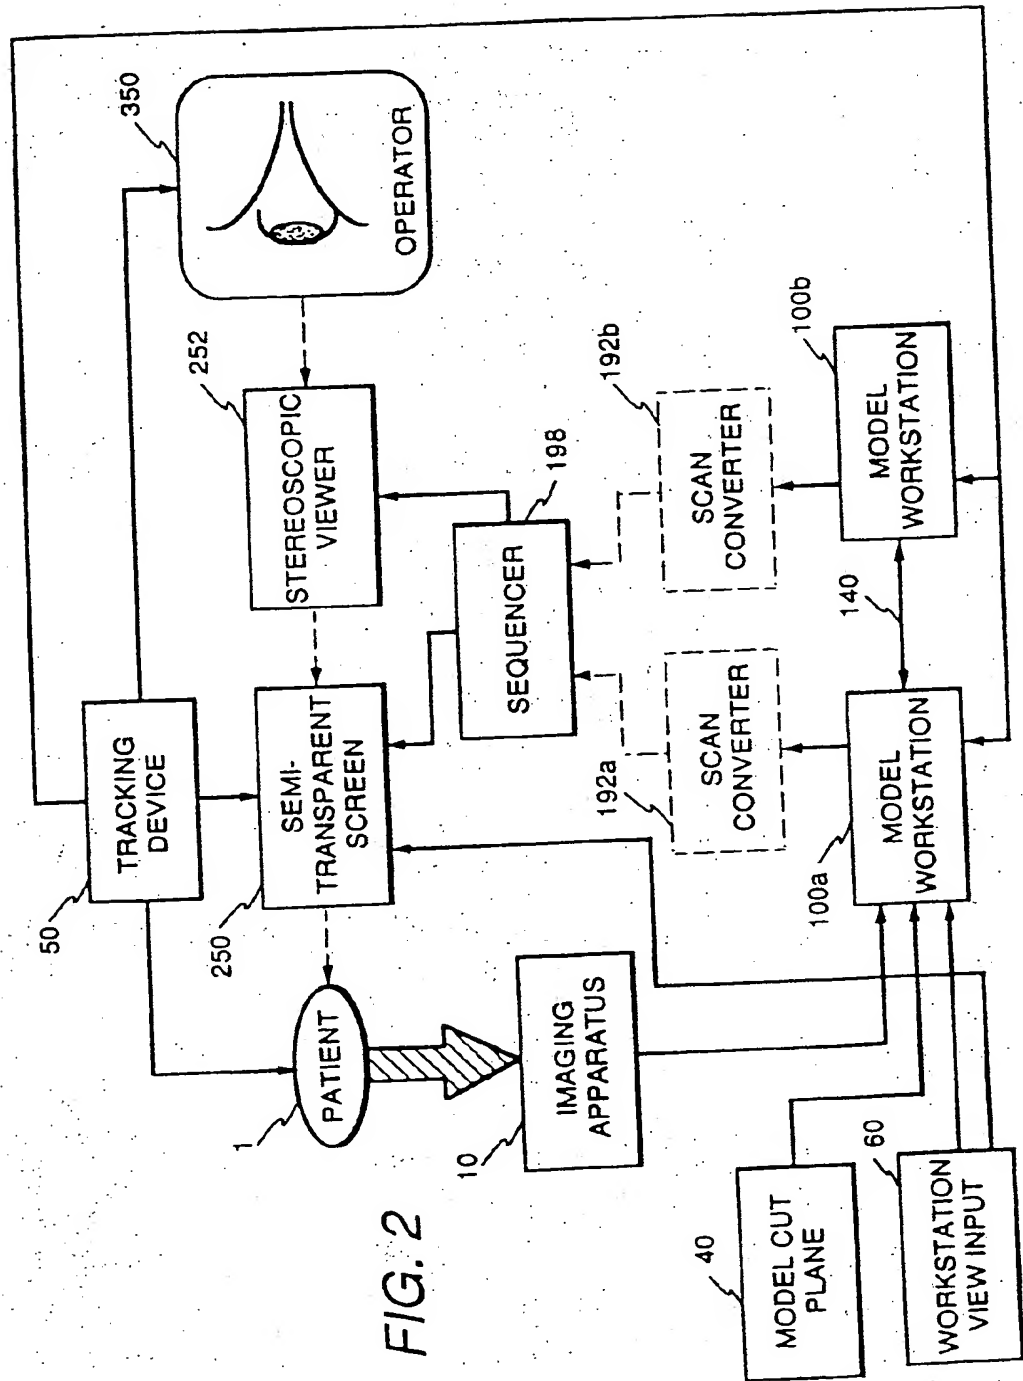 50
TRACKING
DEVICE
350
OPERATOR
1
PATIENT
250
SEMI-
TRANSPARENT
SCREEN
252
STEREOSCOPIC
VIEWER
10
IMAGING
APPARATUS
SEQUENCER
198
192a
SCAN
CONVERTER
192b
SCAN
CONVERTER
FIG. 2
40
MODEL CUT
PLANE
60
WORKSTATION
VIEW INPUT
100a
MODEL
WORKSTATION
140
100b
MODEL
WORKSTATION